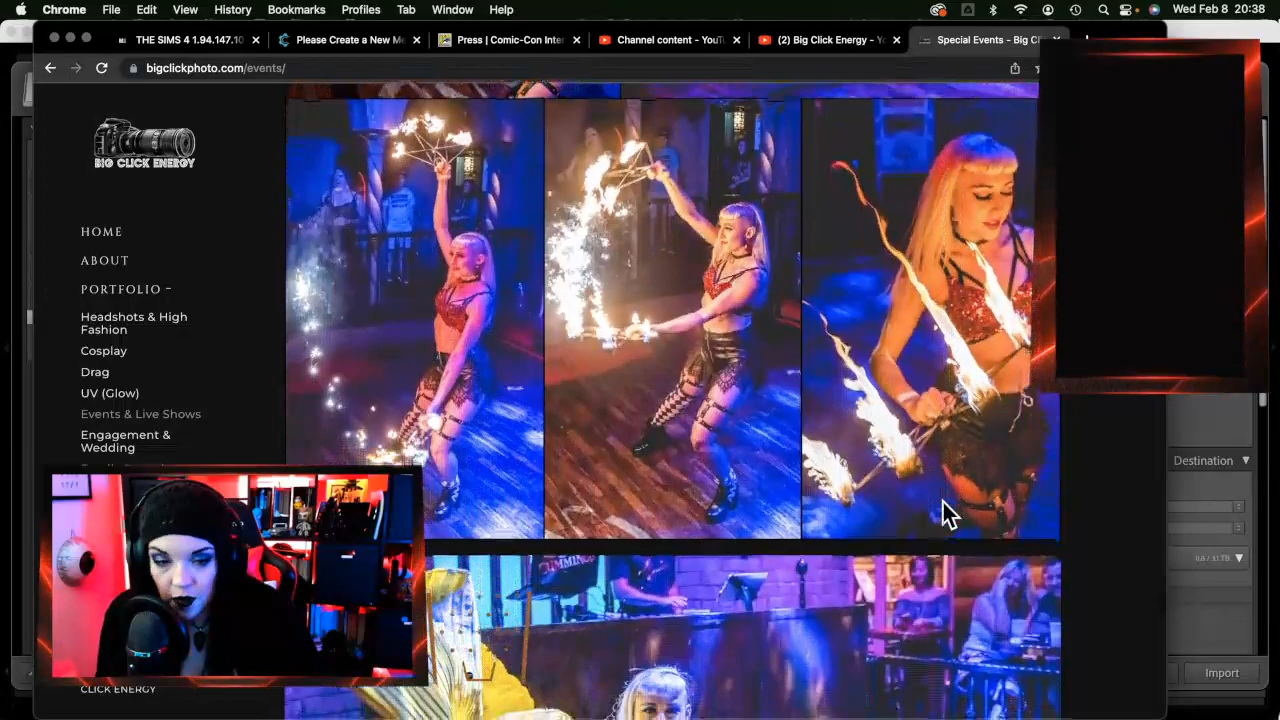 Chrome File Edit View History Bookmarks Profiles Tab Window Help Wed Feb 8 20:38
THE SIMS 4 1.94.147.10 Please Create a New M Press | Comic-Con Inte Channel content - YouTu (2) Big Click Energy - Yo Special Events - Big Cl
bigclickphoto.com/events/
BIG CLICK ENERGY
HOME
ABOUT
PORTFOLIO –
Headshots & High
Fashion
Cosplay
Drag
UV (Glow)
Events & Live Shows
Engagement &
Wedding
CLICK ENERGY
Destination
Import